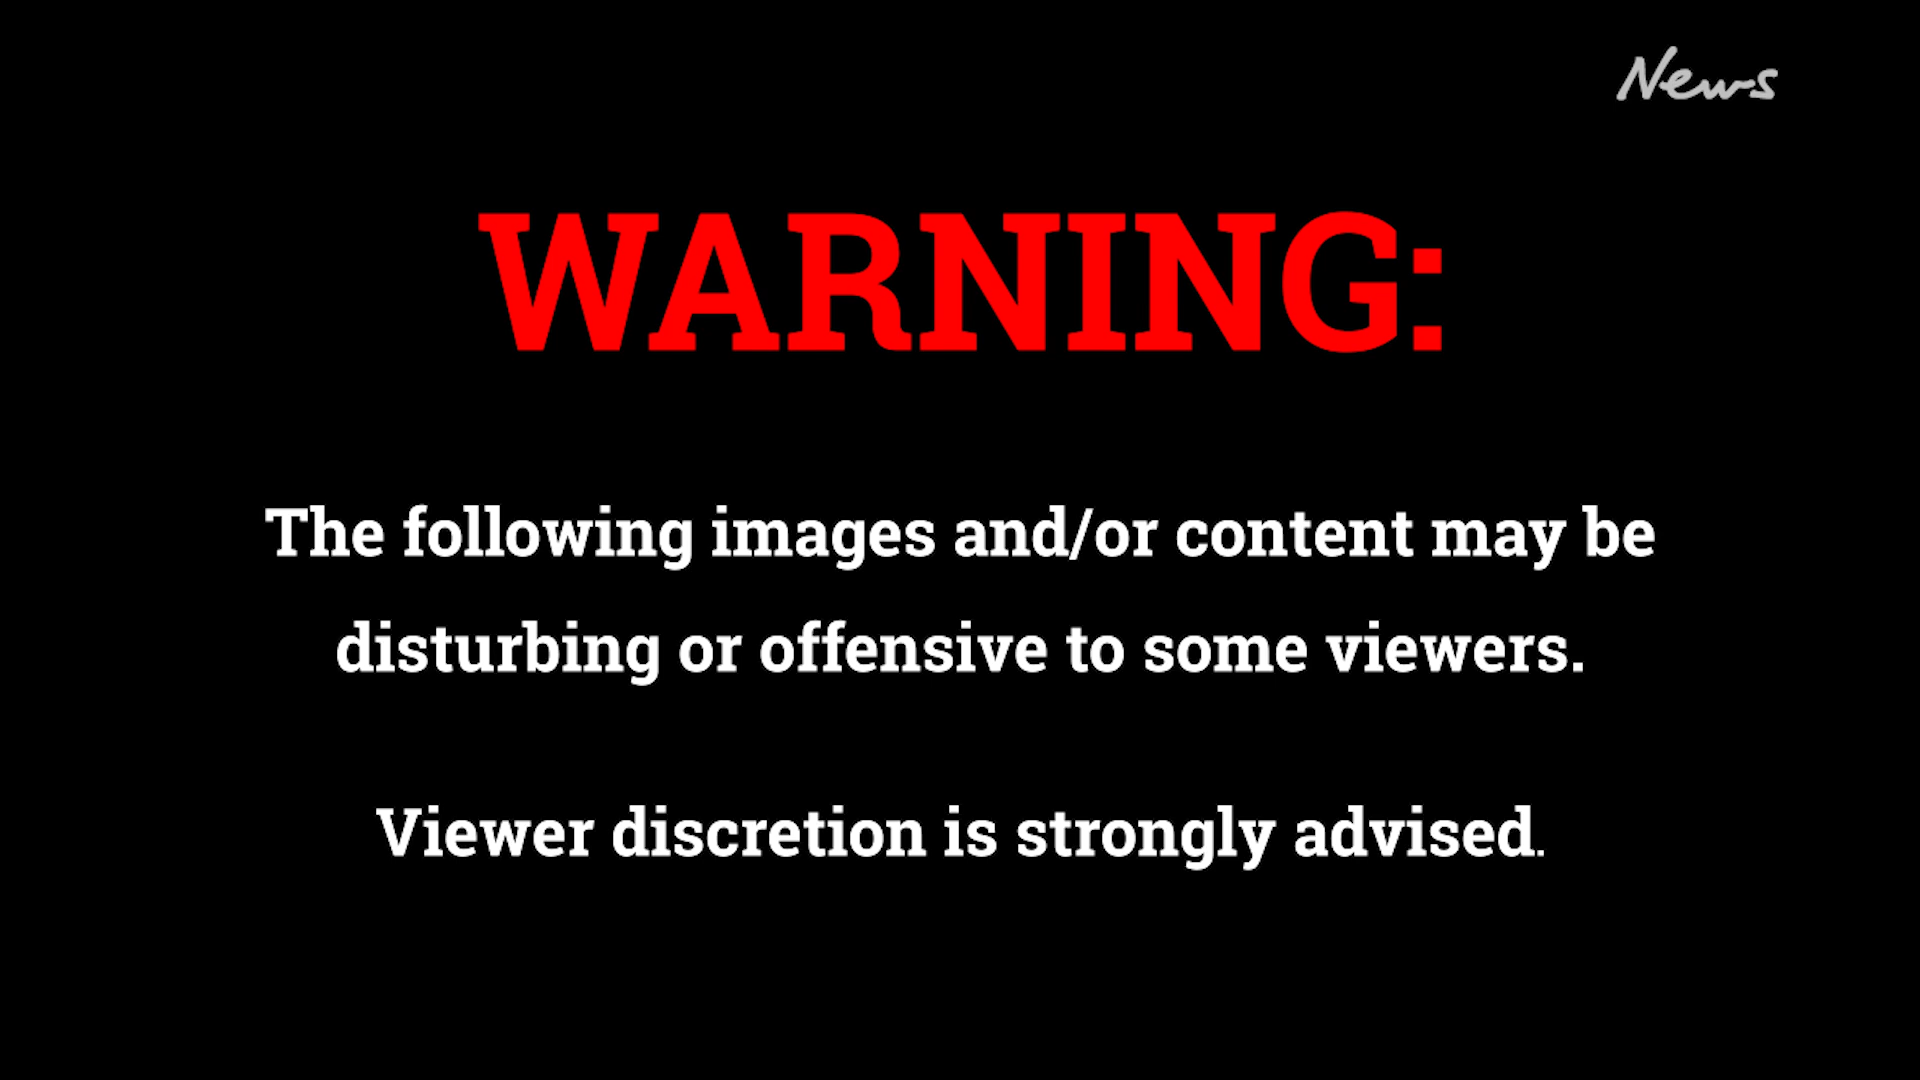 News
WARNING:
The following images and/or content may be
disturbing or offensive to some viewers.
Viewer discretion is strongly advised.